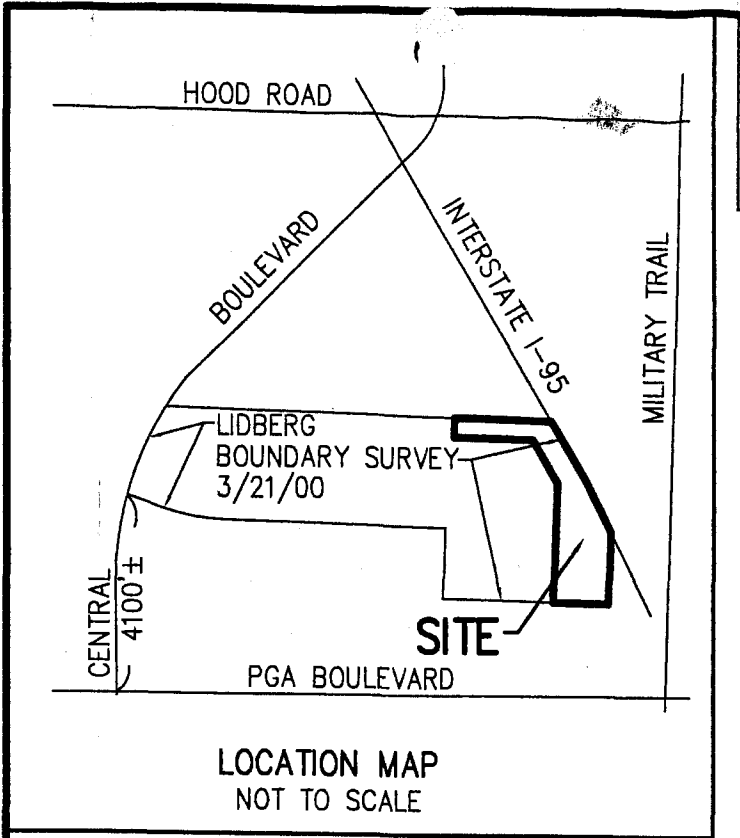 HOOD ROAD
BOULEVARD
INTERSTATE I-95
MILITARY TRAIL
LIDBERG
BOUNDARY SURVEY
3/21/00
CENTRAL
4100'±
SITE
PGA BOULEVARD
LOCATION MAP
NOT TO SCALE